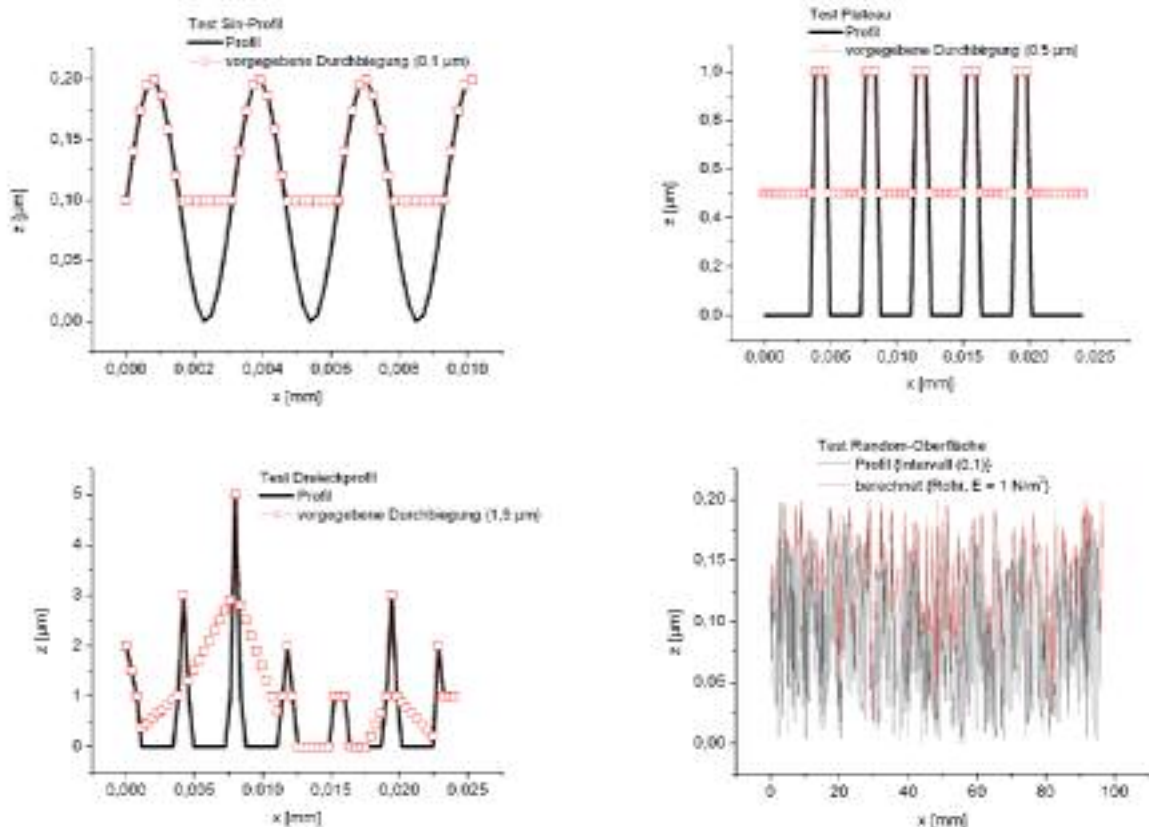 Test Sin-Profil
Profil
vorgegebene Durchbiegung (0.1 µm)
z [µm]
0,20
0,15
0,10
0,05
0,00
0,000 0,002 0,004 0,006 0,008 0,010
x [mm]
Test Plateau
Profil
vorgegebene Durchbiegung (0.5 µm)
z [µm]
1.0
0.8
0.4
0.2
0.0
0.000 0.005 0.010 0.015 0.020 0.025
x [mm]
Test Dreieckprofil
Profil
vorgegebene Durchbiegung (1,5 µm)
z [µm]
5
4
3
2
1
0
0,000 0,005 0.010 0,015 0,020 0.025
x [mm]
Test Random-Oberfläche
Profil (Intervall (0.1))
berechnet (Rohr, E = 1 N/m²)
z [µm]
0.20
0.15
0.10
0.05
0.00
0 20 40 60 80 100
x [mm]